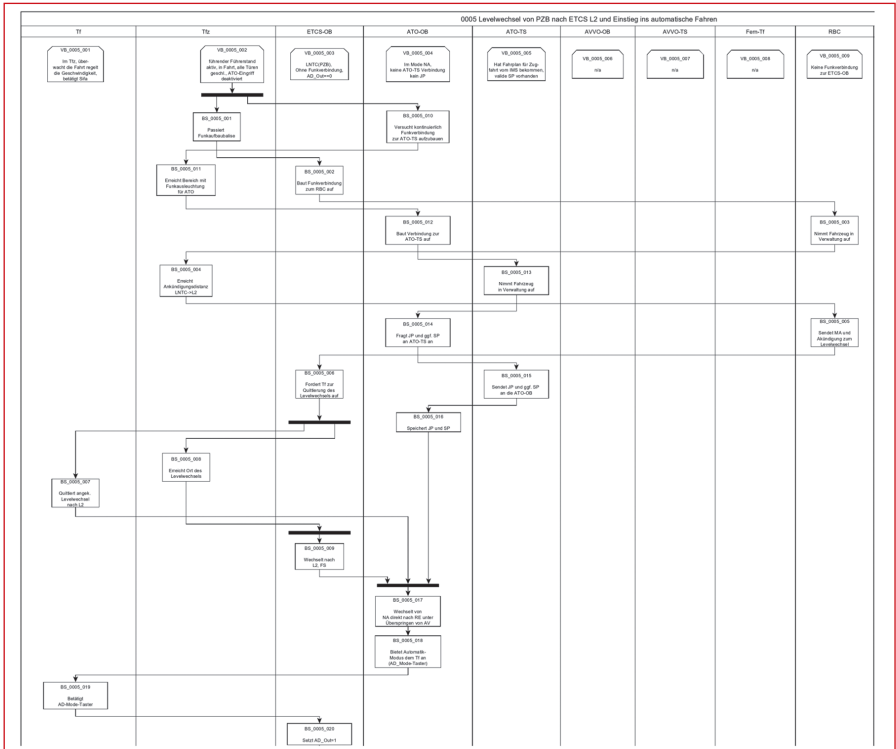 0005 Levelwechsel von PZB nach ETCS L2 und Einstieg ins automatische Fahren
Tf
Tfz
ETCS-OB
ATO-OB
ATO-TS
AVVO-OB
AVVO-TS
Fern-Tf
RBC
VB_0005_001
Im Tfz, über-
wacht die Fahrt regelt
die Geschwindigkeit,
betätigt Sifa
VB_0005_002
führender Führerstand
aktiv, in Fahrt, alle Türen
geschl., ATO-Eingriff
deaktiviert
VB_0005_003
LNTC(PZB),
Ohne Funkverbindung,
AD_Out==0
VB_0005_004
Im Mode NA,
keine ATO-TS Verbindung
kein JP
VB_0005_005
Hat Fahrplan für Zug-
fahrt vom IMS bekommen,
valide SP vorhanden
VB_0005_006
n/a
VB_0005_007
n/a
VB_0005_008
n/a
VB_0005_009
Keine Funkverbindung
zur ETCS-OB
BS_0005_001
Passiert
Funkaufbaubalise
BS_0005_010
Versucht kontinuierlich
Funkverbindung
zur ATO-TS aufzubauen
BS_0005_011
Erreicht Bereich mit
Funkausleuchtung
für ATO
BS_0005_002
Baut Funkverbindung
zum RBC auf
BS_0005_012
Baut Verbindung zur
ATO-TS auf
BS_0005_003
Nimmt Fahrzeug in
Verwaltung auf
BS_0005_004
Erreicht
Ankündigungsdistanz
LNTC->L2
BS_0005_013
Nimmt Fahrzeug
in Verwaltung auf
BS_0005_014
Fragt JP und ggf. SP
an ATO-TS an
BS_0005_005
Sendet MA und
Akündigung zum
Levelwechsel
BS_0005_006
Fordert Tf zur
Quittierung des
Levelwechsels auf
BS_0005_015
Sendet JP und ggf. SP
an die ATO-OB
BS_0005_016
Speichert JP und SP
BS_0005_008
Erreicht Ort des
Levelwechsels
BS_0005_007
Quittiert angek.
Levelwechsel
nach L2
BS_0005_009
Wechselt nach
L2, FS
BS_0005_017
Wechselt von
NA direkt nach RE unter
Überspringen von AV
BS_0005_018
Bietet Automatik-
Modus dem Tf an
(AD_Mode-Taster)
BS_0005_019
Betätigt
AD-Mode-Taster
BS_0005_020
Setzt AD_Out=1